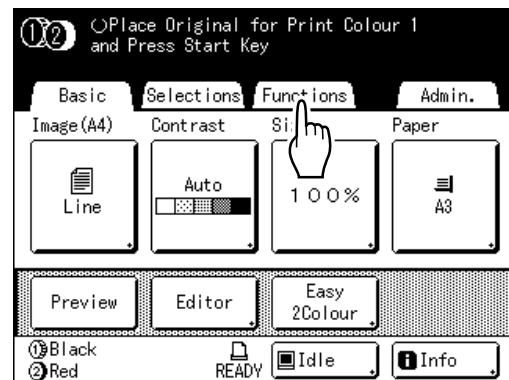 ①② Place Original for Print Colour 1
and Press Start Key
Basic Selections Functions Admin.
Image(A4) Contrast Paper
Line Auto 100% A3
Preview Editor Easy
2Colour
①Black
②Red READY Idle Info